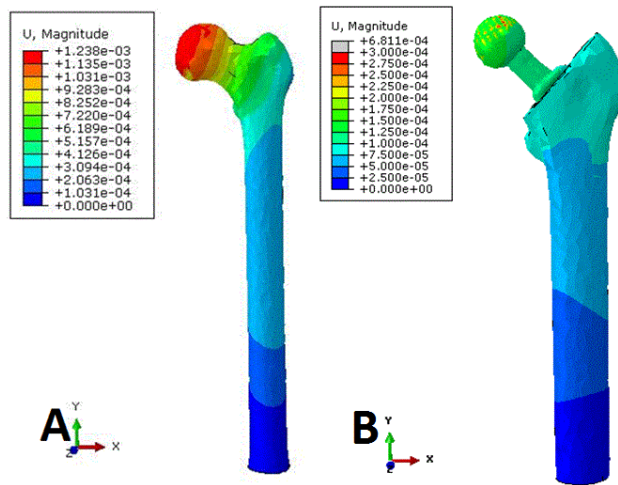 U, Magnitude
+1.238e-03
+1.135e-03
+1.031e-03
+9.283e-04
+8.252e-04
+7.220e-04
+6.189e-04
+5.157e-04
+4.126e-04
+3.094e-04
+2.063e-04
+1.031e-04
+0.000e+00
A
Y
Z
X
U, Magnitude
+6.811e-04
+3.000e-04
+2.750e-04
+2.500e-04
+2.250e-04
+2.000e-04
+1.750e-04
+1.500e-04
+1.250e-04
+1.000e-04
+7.500e-05
+5.000e-05
+2.500e-05
+0.000e+00
B
Y
Z
X